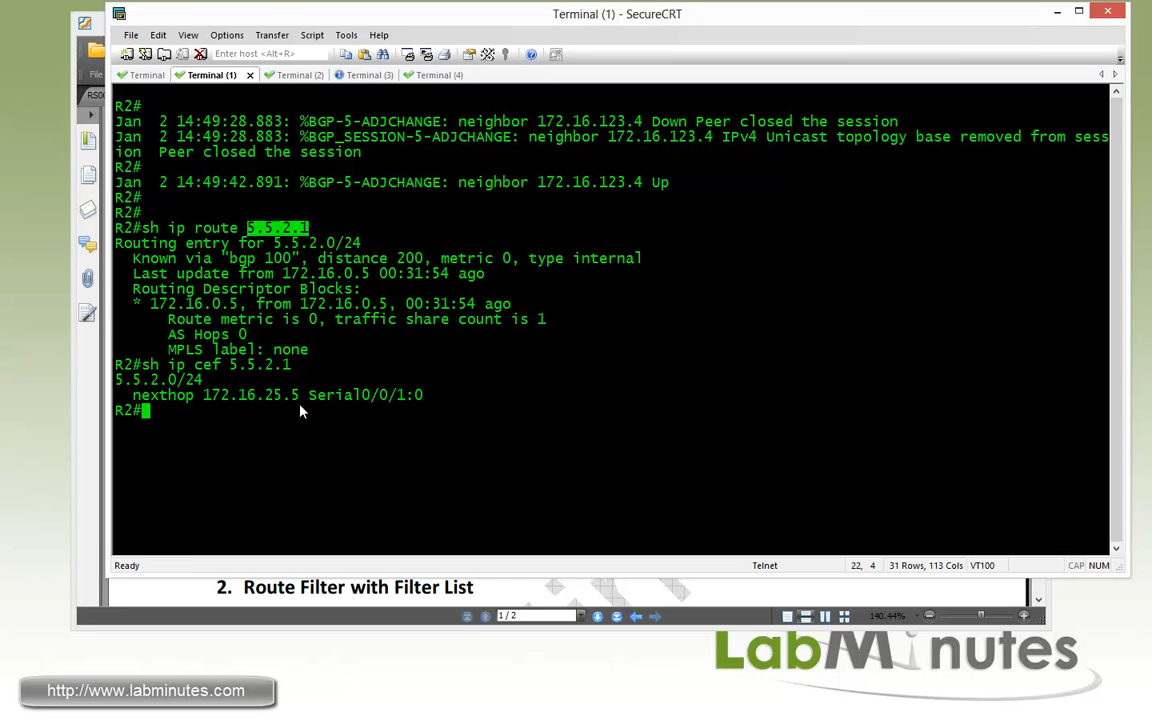 Terminal (1) - SecureCRT
File Edit View Options Transfer Script Tools Help
Enter host <Alt+R>
Terminal Terminal (1) Terminal (2) Terminal (3) Terminal (4)
File
RS00
R2#
Jan  2 14:49:28.883: %BGP-5-ADJCHANGE: neighbor 172.16.123.4 Down Peer closed the session
Jan  2 14:49:28.883: %BGP_SESSION-5-ADJCHANGE: neighbor 172.16.123.4 IPv4 Unicast topology base removed from sess
ion  Peer closed the session
R2#
Jan  2 14:49:42.891: %BGP-5-ADJCHANGE: neighbor 172.16.123.4 Up
R2#
R2#
R2#sh ip route 5.5.2.1
Routing entry for 5.5.2.0/24
  Known via "bgp 100", distance 200, metric 0, type internal
  Last update from 172.16.0.5 00:31:54 ago
  Routing Descriptor Blocks:
  * 172.16.0.5, from 172.16.0.5, 00:31:54 ago
      Route metric is 0, traffic share count is 1
      AS Hops 0
      MPLS label: none
R2#sh ip cef 5.5.2.1
5.5.2.0/24
  nexthop 172.16.25.5 Serial0/0/1:0
R2#
Ready Telnet 22, 4 31 Rows, 113 Cols VT100 CAP NUM
2. Route Filter with Filter List
1 / 2 140.44%
LabMinutes
http://www.labminutes.com